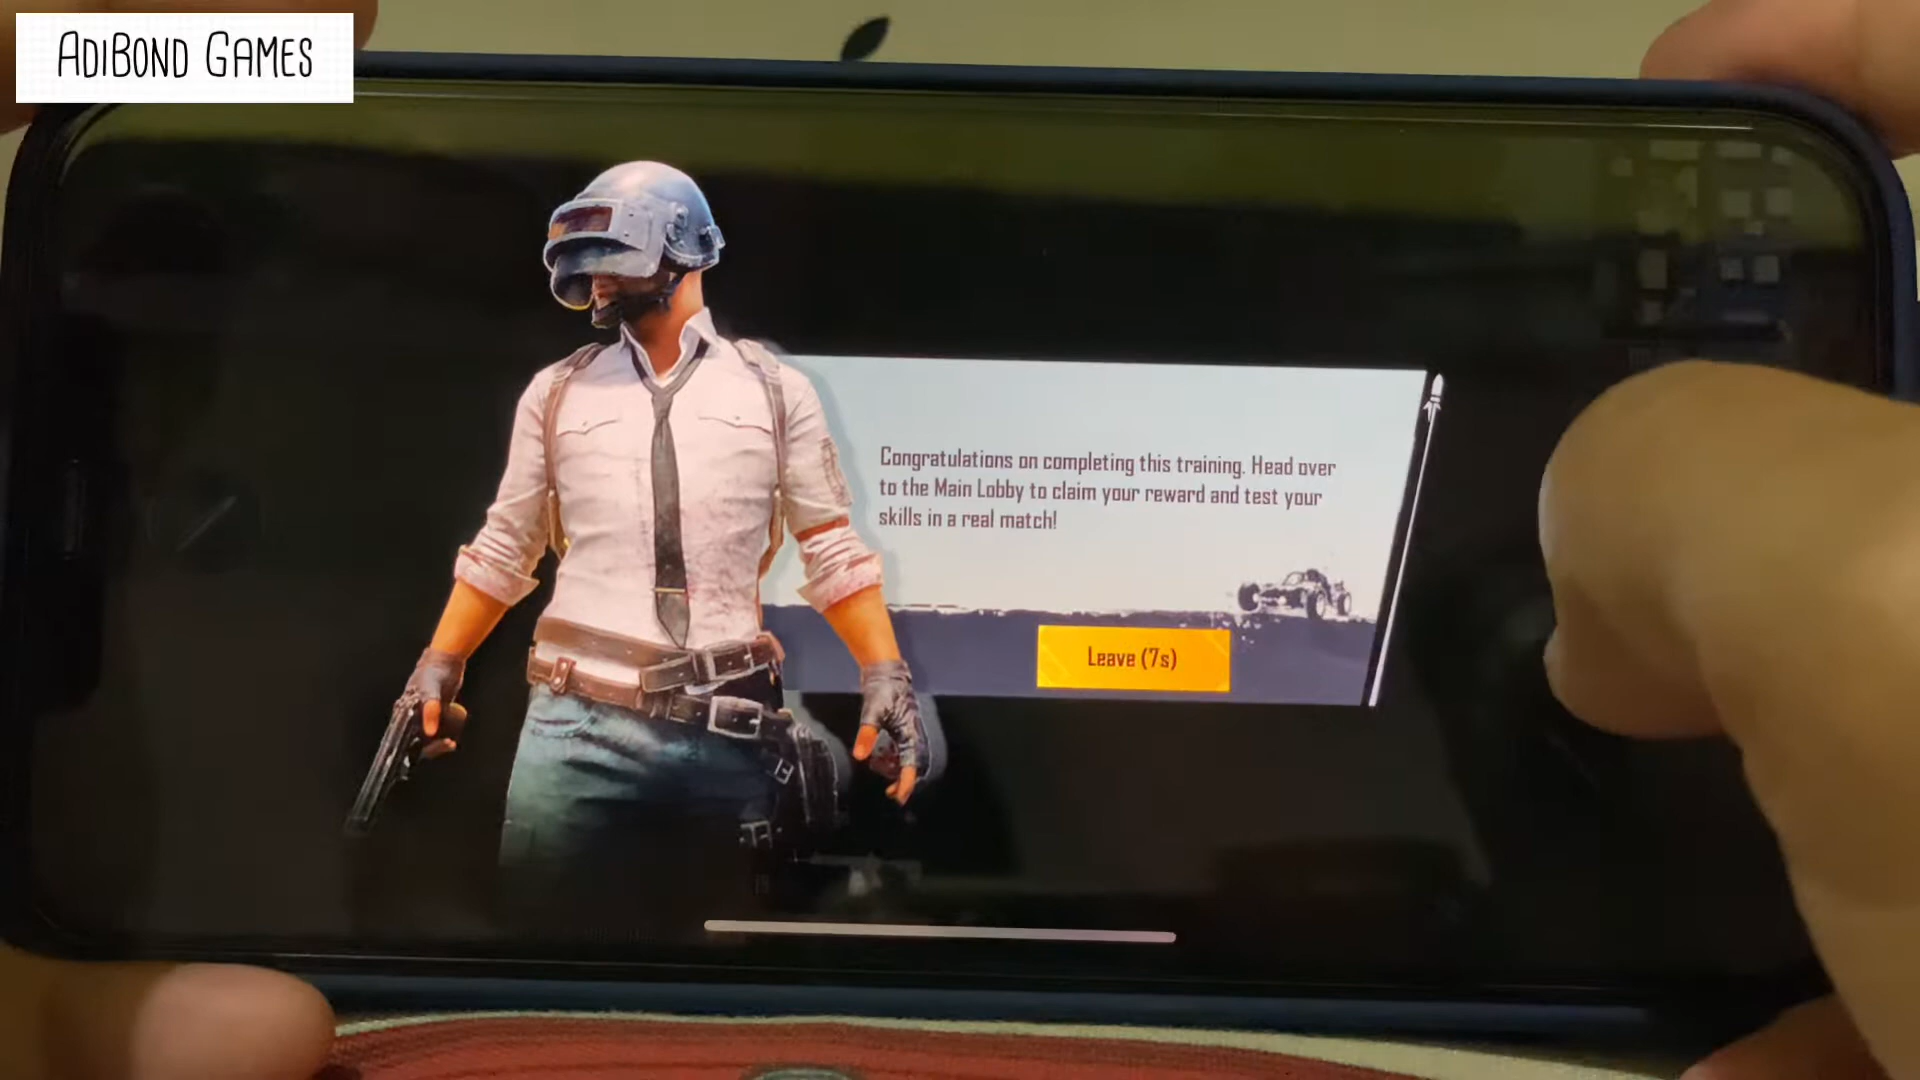 ADIBOND GAMES
Congratulations on completing this training. Head over
to the Main Lobby to claim your reward and test your
skills in a real match!
Leave (7s)